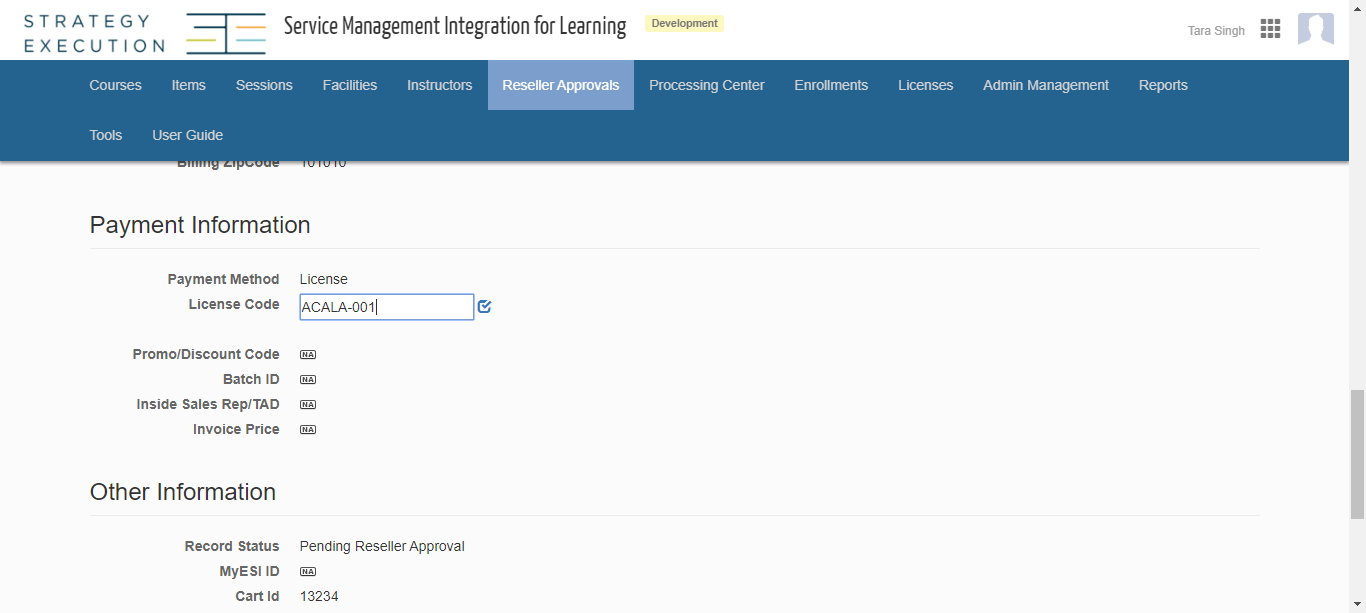 STRATEGY
EXECUTION
Service Management Integration for Learning
Development
Tara Singh
Courses Items Sessions Facilities Instructors Reseller Approvals Processing Center Enrollments Licenses Admin Management Reports
Tools User Guide
Billing ZipCode 101010
Payment Information
Payment Method License
License Code ACALA-001
Promo/Discount Code NA
Batch ID NA
Inside Sales Rep/TAD NA
Invoice Price NA
Other Information
Record Status Pending Reseller Approval
MyESI ID NA
Cart Id 13234